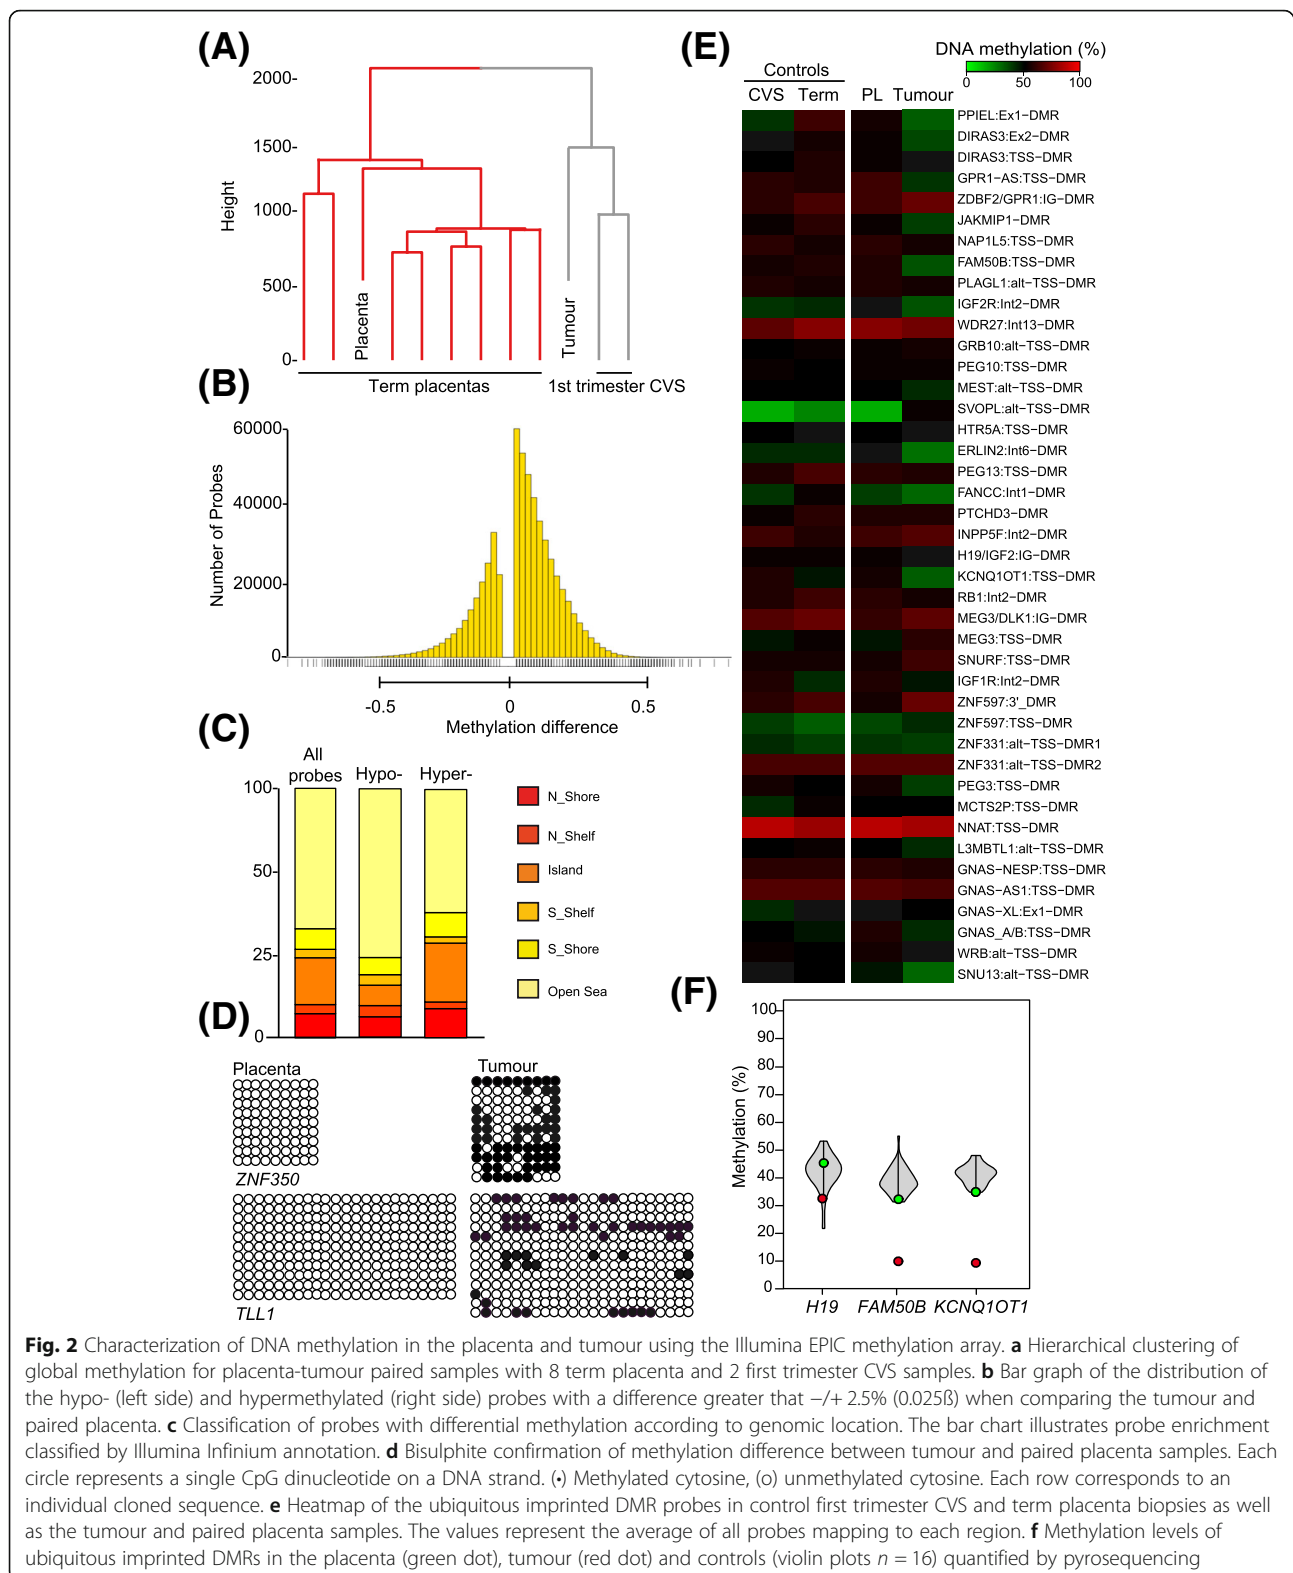 (A)
2000-
1500-
1000-
500-
0-
Height
Placenta
Tumour
Term placentas
1st trimester CVS
(B)
60000
40000
20000
0
Number of Probes
-0.5
0
0.5
Methylation difference
(C)
All
probes
Hypo-
Hyper-
100
50
25
0
N_Shore
N_Shelf
Island
S_Shelf
S_Shore
Open Sea
(D)
Placenta
Tumour
ZNF350
TLL1
(E)
DNA methylation (%)
0
50
100
Controls
CVS
Term
PL
Tumour
PPIEL:Ex1−DMR
DIRAS3:Ex2−DMR
DIRAS3:TSS−DMR
GPR1−AS:TSS−DMR
ZDBF2/GPR1:IG−DMR
JAKMIP1−DMR
NAP1L5:TSS−DMR
FAM50B:TSS−DMR
PLAGL1:alt−TSS−DMR
IGF2R:Int2−DMR
WDR27:Int13−DMR
GRB10:alt−TSS−DMR
PEG10:TSS−DMR
MEST:alt−TSS−DMR
SVOPL:alt−TSS−DMR
HTR5A:TSS−DMR
ERLIN2:Int6−DMR
PEG13:TSS−DMR
FANCC:Int1−DMR
PTCHD3−DMR
INPP5F:Int2−DMR
H19/IGF2:IG−DMR
KCNQ1OT1:TSS−DMR
RB1:Int2−DMR
MEG3/DLK1:IG−DMR
MEG3:TSS−DMR
SNURF:TSS−DMR
IGF1R:Int2−DMR
ZNF597:3'_DMR
ZNF597:TSS−DMR
ZNF331:alt−TSS−DMR1
ZNF331:alt−TSS−DMR2
PEG3:TSS−DMR
MCTS2P:TSS−DMR
NNAT:TSS−DMR
L3MBTL1:alt−TSS−DMR
GNAS−NESP:TSS−DMR
GNAS−AS1:TSS−DMR
GNAS−XL:Ex1−DMR
GNAS_A/B:TSS−DMR
WRB:alt−TSS−DMR
SNU13:alt−TSS−DMR
(F)
100
90
80
70
60
50
40
30
20
10
0
Methylation (%)
H19
FAM50B
KCNQ1OT1
Fig. 2 Characterization of DNA methylation in the placenta and tumour using the Illumina EPIC methylation array. a Hierarchical clustering of
global methylation for placenta-tumour paired samples with 8 term placenta and 2 first trimester CVS samples. b Bar graph of the distribution of
the hypo- (left side) and hypermethylated (right side) probes with a difference greater that −/+ 2.5% (0.025ß) when comparing the tumour and
paired placenta. c Classification of probes with differential methylation according to genomic location. The bar chart illustrates probe enrichment
classified by Illumina Infinium annotation. d Bisulphite confirmation of methylation difference between tumour and paired placenta samples. Each
circle represents a single CpG dinucleotide on a DNA strand. (•) Methylated cytosine, (o) unmethylated cytosine. Each row corresponds to an
individual cloned sequence. e Heatmap of the ubiquitous imprinted DMR probes in control first trimester CVS and term placenta biopsies as well
as the tumour and paired placenta samples. The values represent the average of all probes mapping to each region. f Methylation levels of
ubiquitous imprinted DMRs in the placenta (green dot), tumour (red dot) and controls (violin plots n = 16) quantified by pyrosequencing